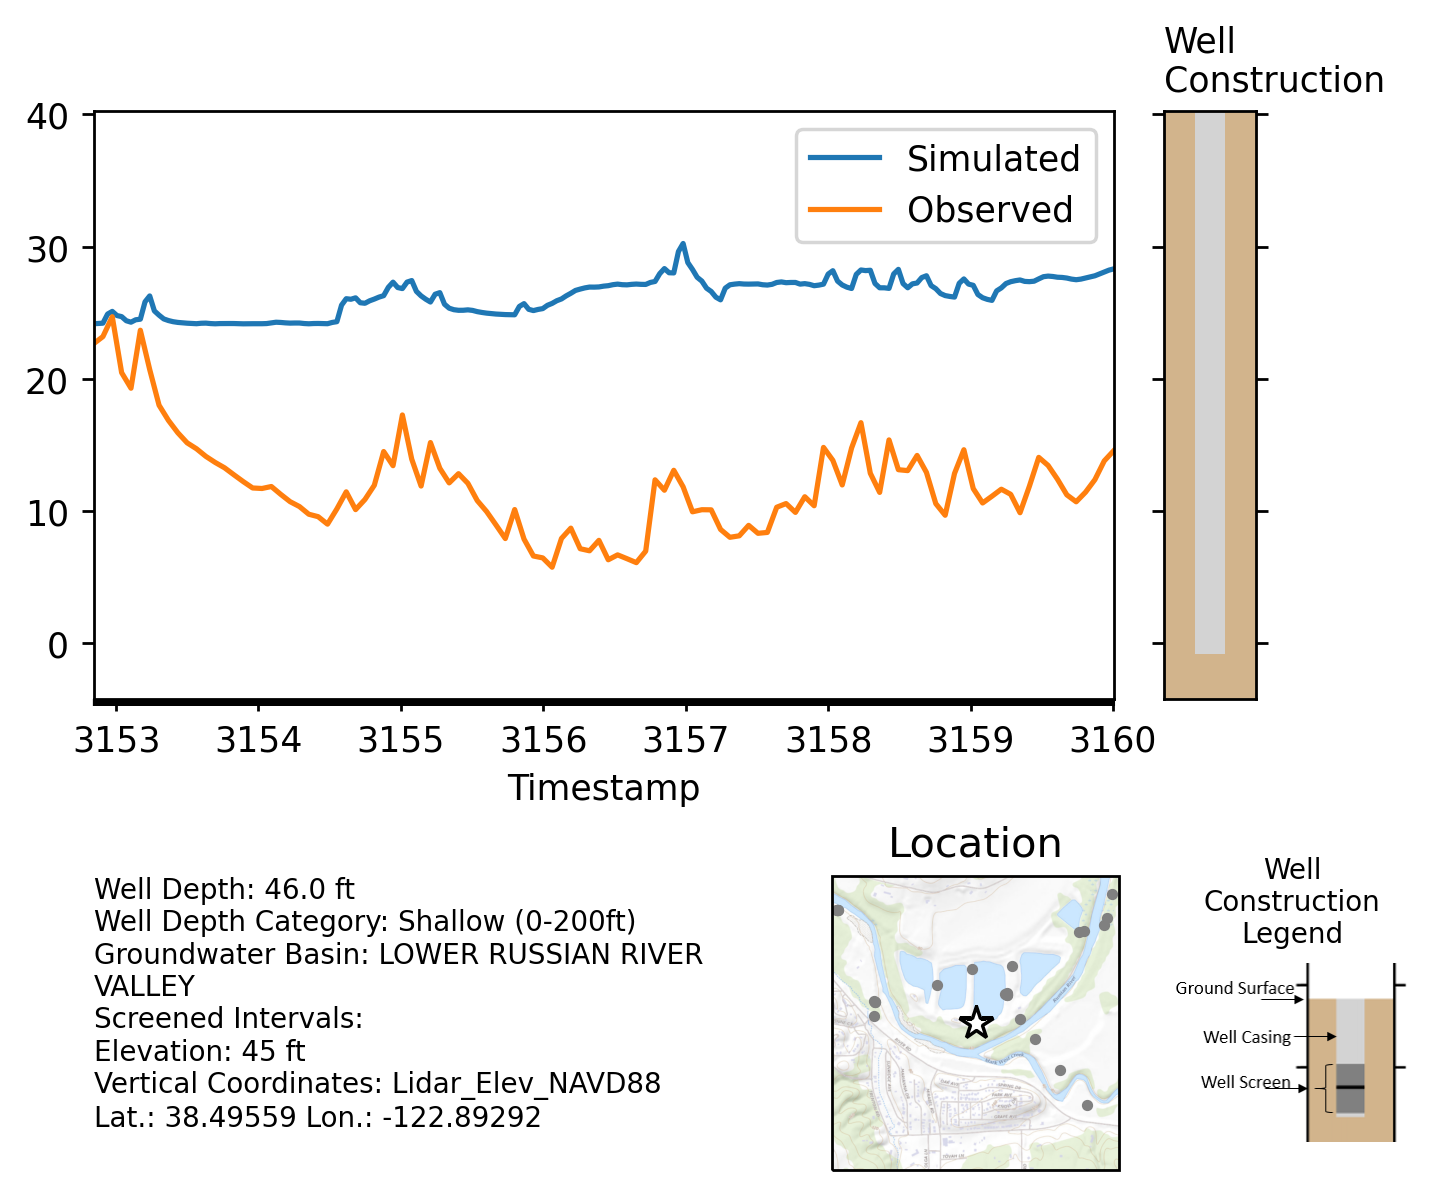 Well
Construction
40
30
20
10
0
Simulated
Observed
3153 3154 3155 3156 3157 3158 3159 3160
Timestamp
Well Depth: 46.0 ft
Well Depth Category: Shallow (0-200ft)
Groundwater Basin: LOWER RUSSIAN RIVER
VALLEY
Screened Intervals:
Elevation: 45 ft
Vertical Coordinates: Lidar_Elev_NAVD88
Lat.: 38.49559 Lon.: -122.89292
Location
Well
Construction
Legend
Ground Surface
Well Casing
Well Screen